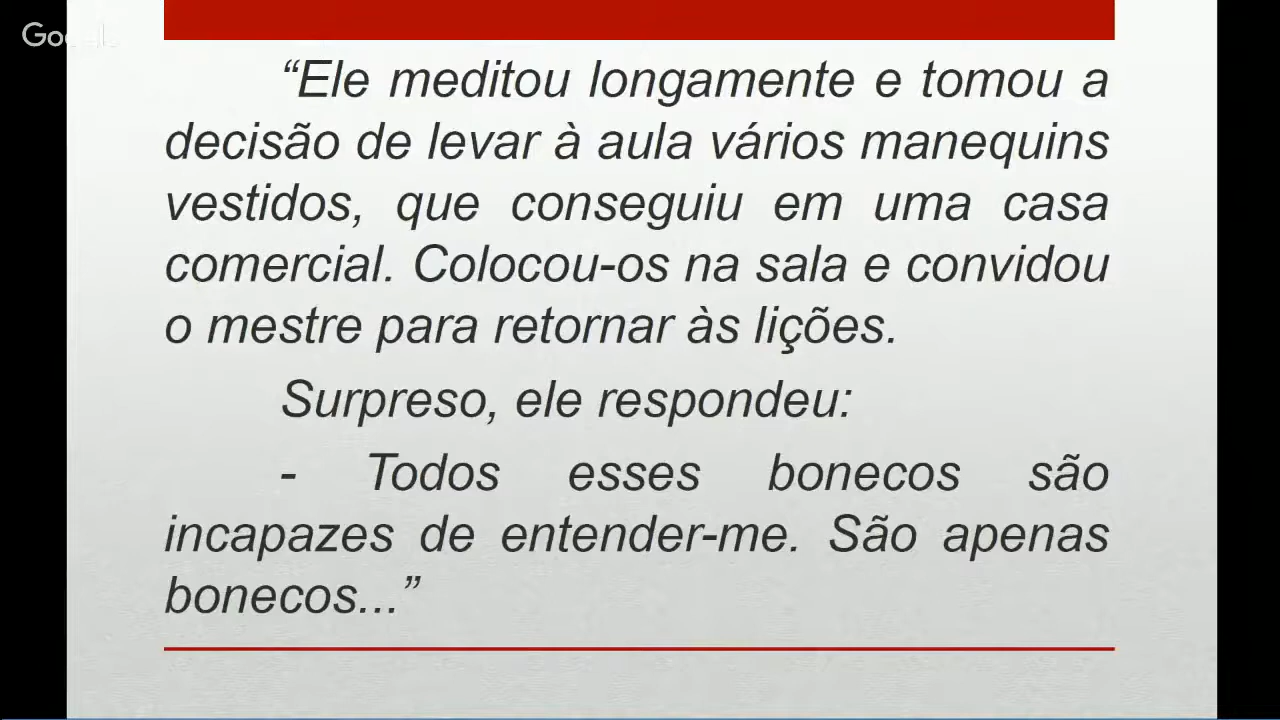 “Ele meditou longamente e tomou a
decisão de levar à aula vários manequins
vestidos, que conseguiu em uma casa
comercial. Colocou-os na sala e convidou
o mestre para retornar às lições.
Surpreso, ele respondeu:
- Todos esses bonecos são
incapazes de entender-me. São apenas
bonecos...”